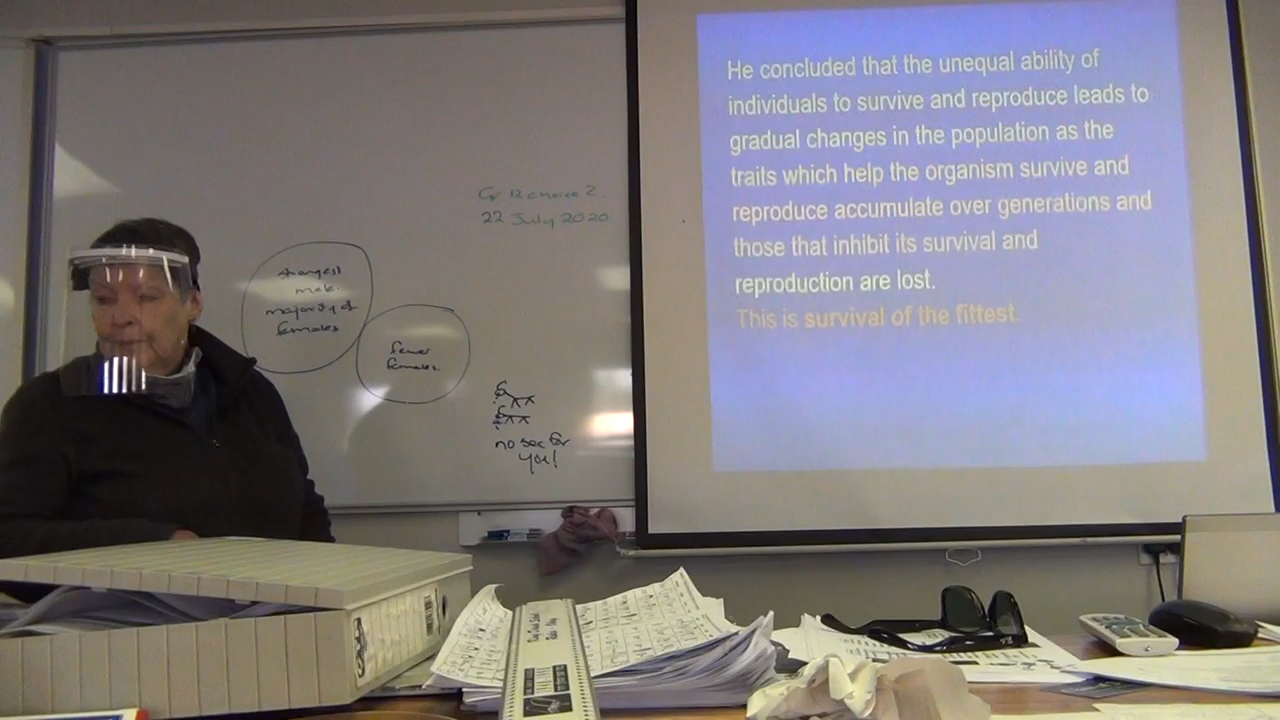 Gr 12 choice 2.
22 July 2020
strongest
male.
majority of
females
fewer
females.
no sex for
you!
He concluded that the unequal ability of
individuals to survive and reproduce leads to
gradual changes in the population as the
traits which help the organism survive and
reproduce accumulate over generations and
those that inhibit its survival and
reproduction are lost.
This is survival of the fittest.